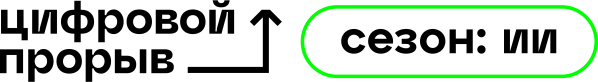 цифровой
прорыв
сезон: ии